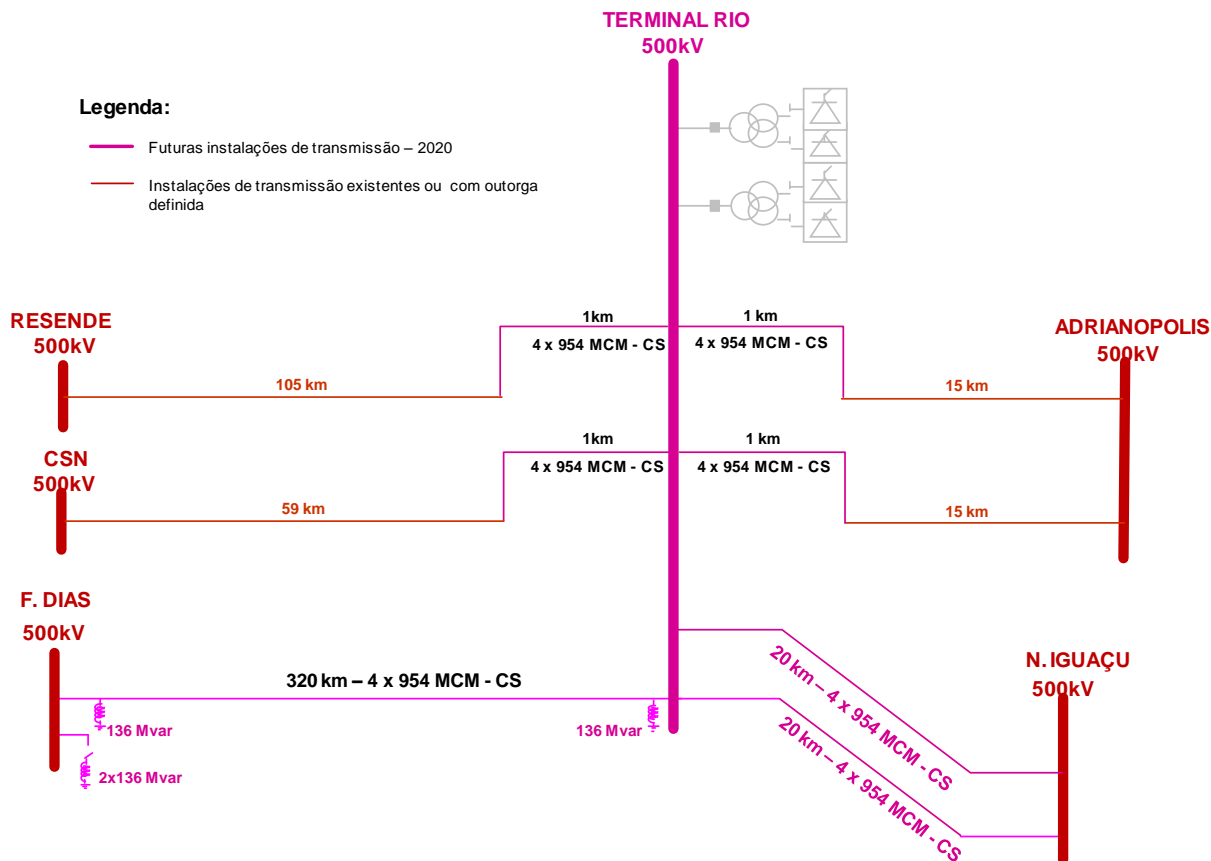 TERMINAL RIO
500kV
Legenda:
Futuras instalações de transmissão – 2020
Instalações de transmissão existentes ou com outorga
definida
RESENDE
500kV
1km
1 km
4 x 954 MCM - CS
4 x 954 MCM - CS
ADRIANOPOLIS
500kV
105 km
15 km
CSN
500kV
1km
1 km
4 x 954 MCM - CS
4 x 954 MCM - CS
59 km
15 km
F. DIAS
500kV
320 km – 4 x 954 MCM - CS
136 Mvar
136 Mvar
2x136 Mvar
20 km – 4 x 954 MCM - CS
20 km – 4 x 954 MCM - CS
N. IGUAÇU
500kV